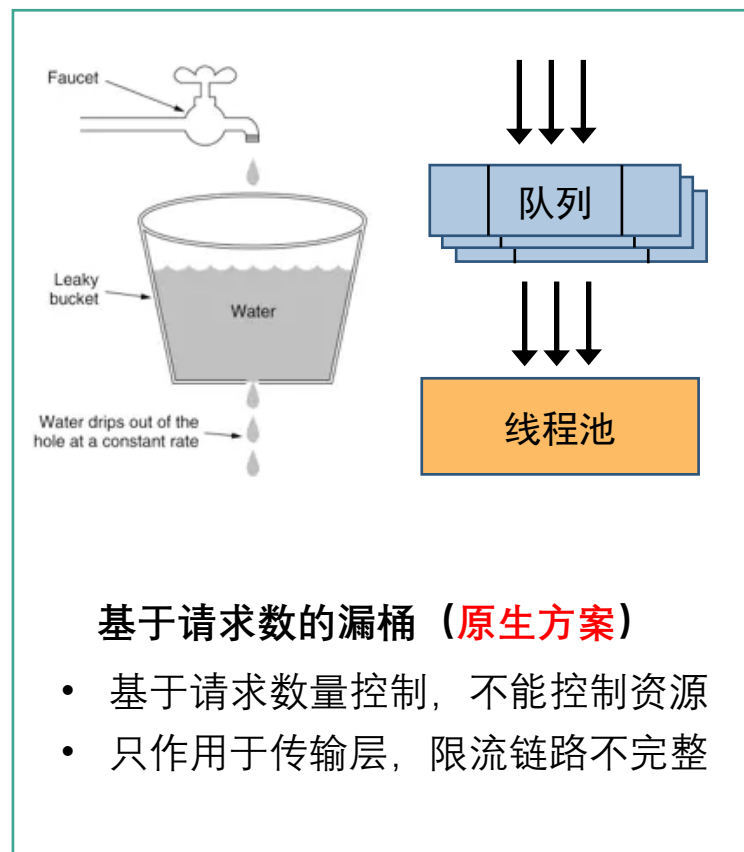 Faucet
Leaky
bucket
Water
Water drips out of the
hole at a constant rate
队列
线程池
基于请求数的漏桶（原生方案）
• 基于请求数量控制，不能控制资源
• 只作用于传输层，限流链路不完整